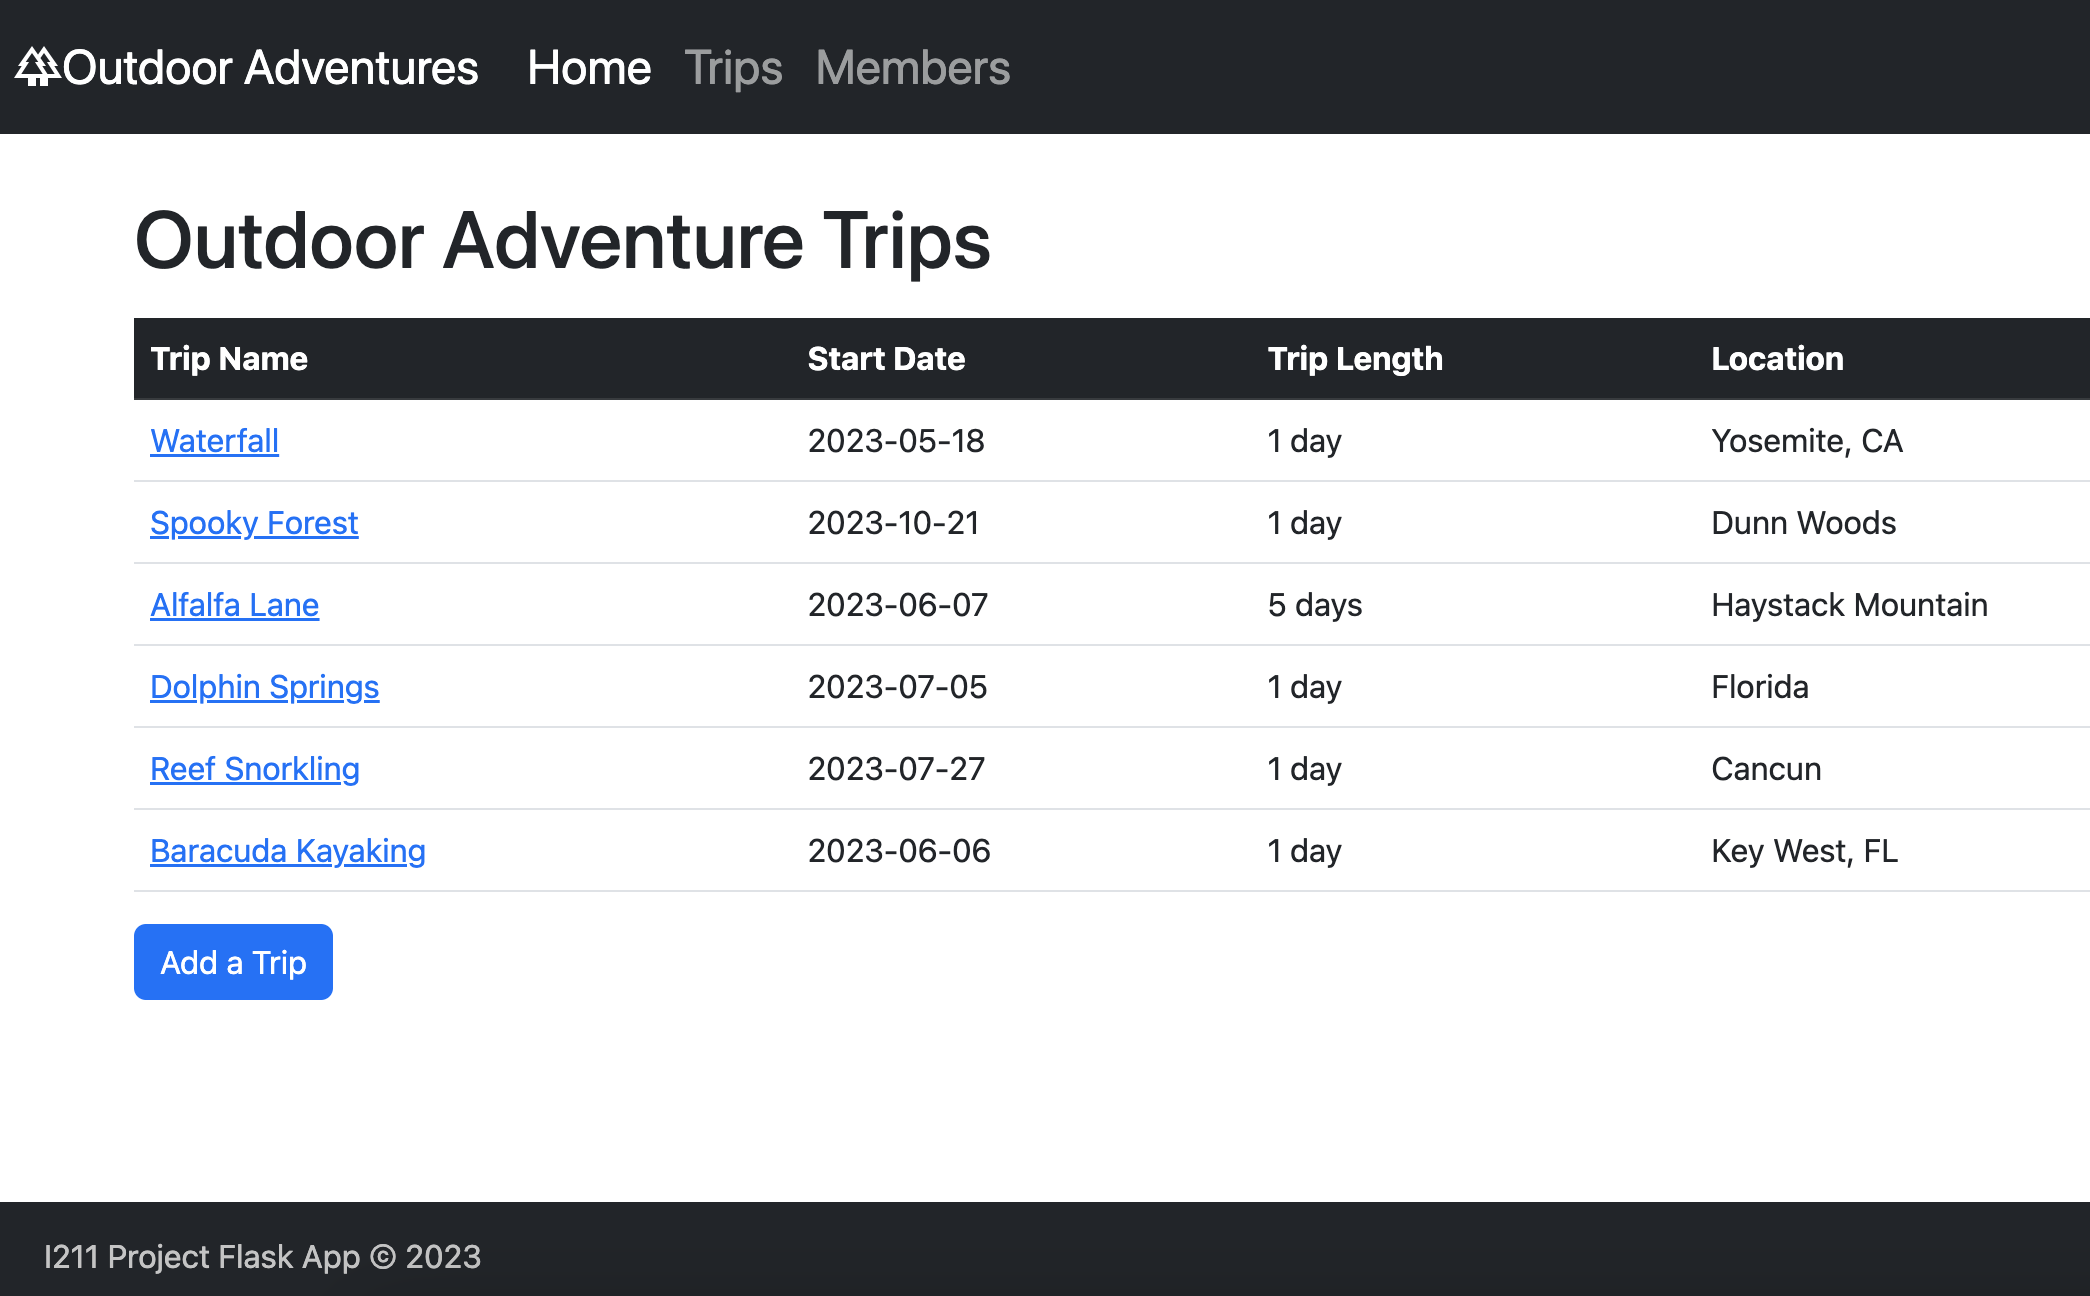 Outdoor Adventures Home Trips Members
Outdoor Adventure Trips
Trip Name Start Date Trip Length Location
Waterfall 2023-05-18 1 day Yosemite, CA
Spooky Forest 2023-10-21 1 day Dunn Woods
Alfalfa Lane 2023-06-07 5 days Haystack Mountain
Dolphin Springs 2023-07-05 1 day Florida
Reef Snorkling 2023-07-27 1 day Cancun
Baracuda Kayaking 2023-06-06 1 day Key West, FL
Add a Trip
I211 Project Flask App © 2023